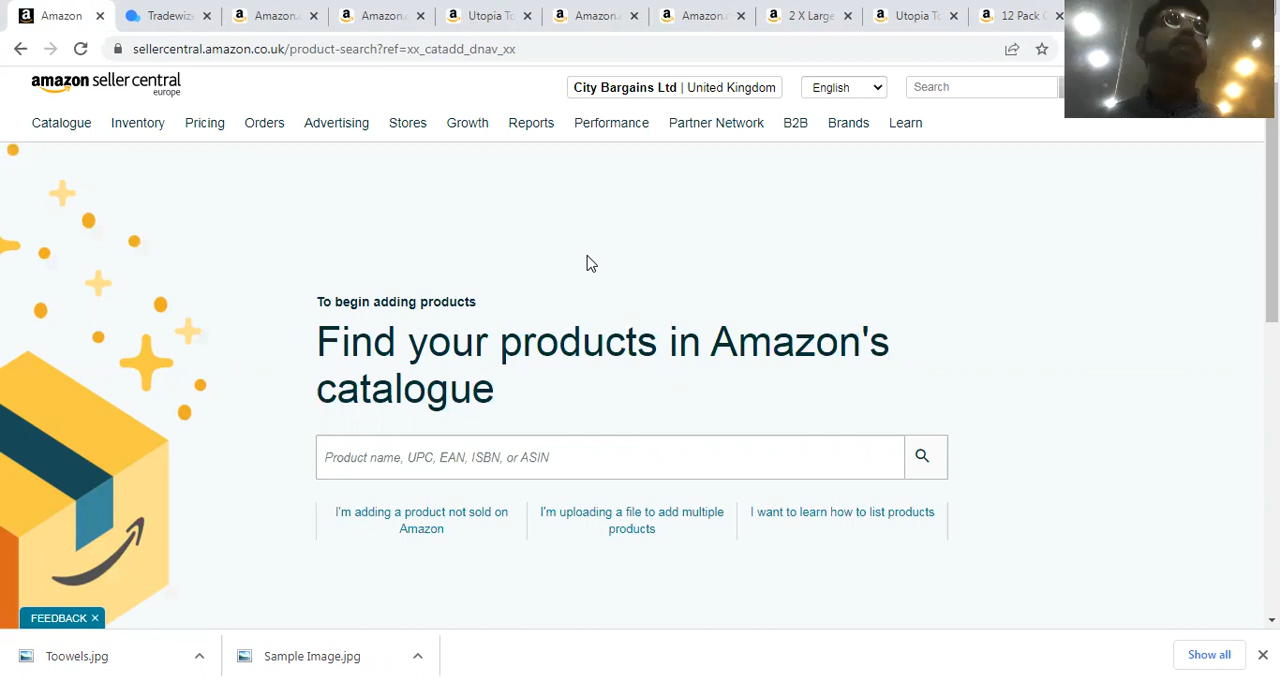 Amazon
Tradewiz
Amazon.
Amazon.
Utopia To
Amazon.
Amazon.
2 X Large
Utopia To
12 Pack
sellercentral.amazon.co.uk/product-search?ref=xx_catadd_dnav_xx
amazon seller central
europe
City Bargains Ltd | United Kingdom
English
Search
Catalogue
Inventory
Pricing
Orders
Advertising
Stores
Growth
Reports
Performance
Partner Network
B2B
Brands
Learn
To begin adding products
Find your products in Amazon's
catalogue
Product name, UPC, EAN, ISBN, or ASIN
I'm adding a product not sold on
Amazon
I'm uploading a file to add multiple
products
I want to learn how to list products
FEEDBACK
Toowels.jpg
Sample Image.jpg
Show all